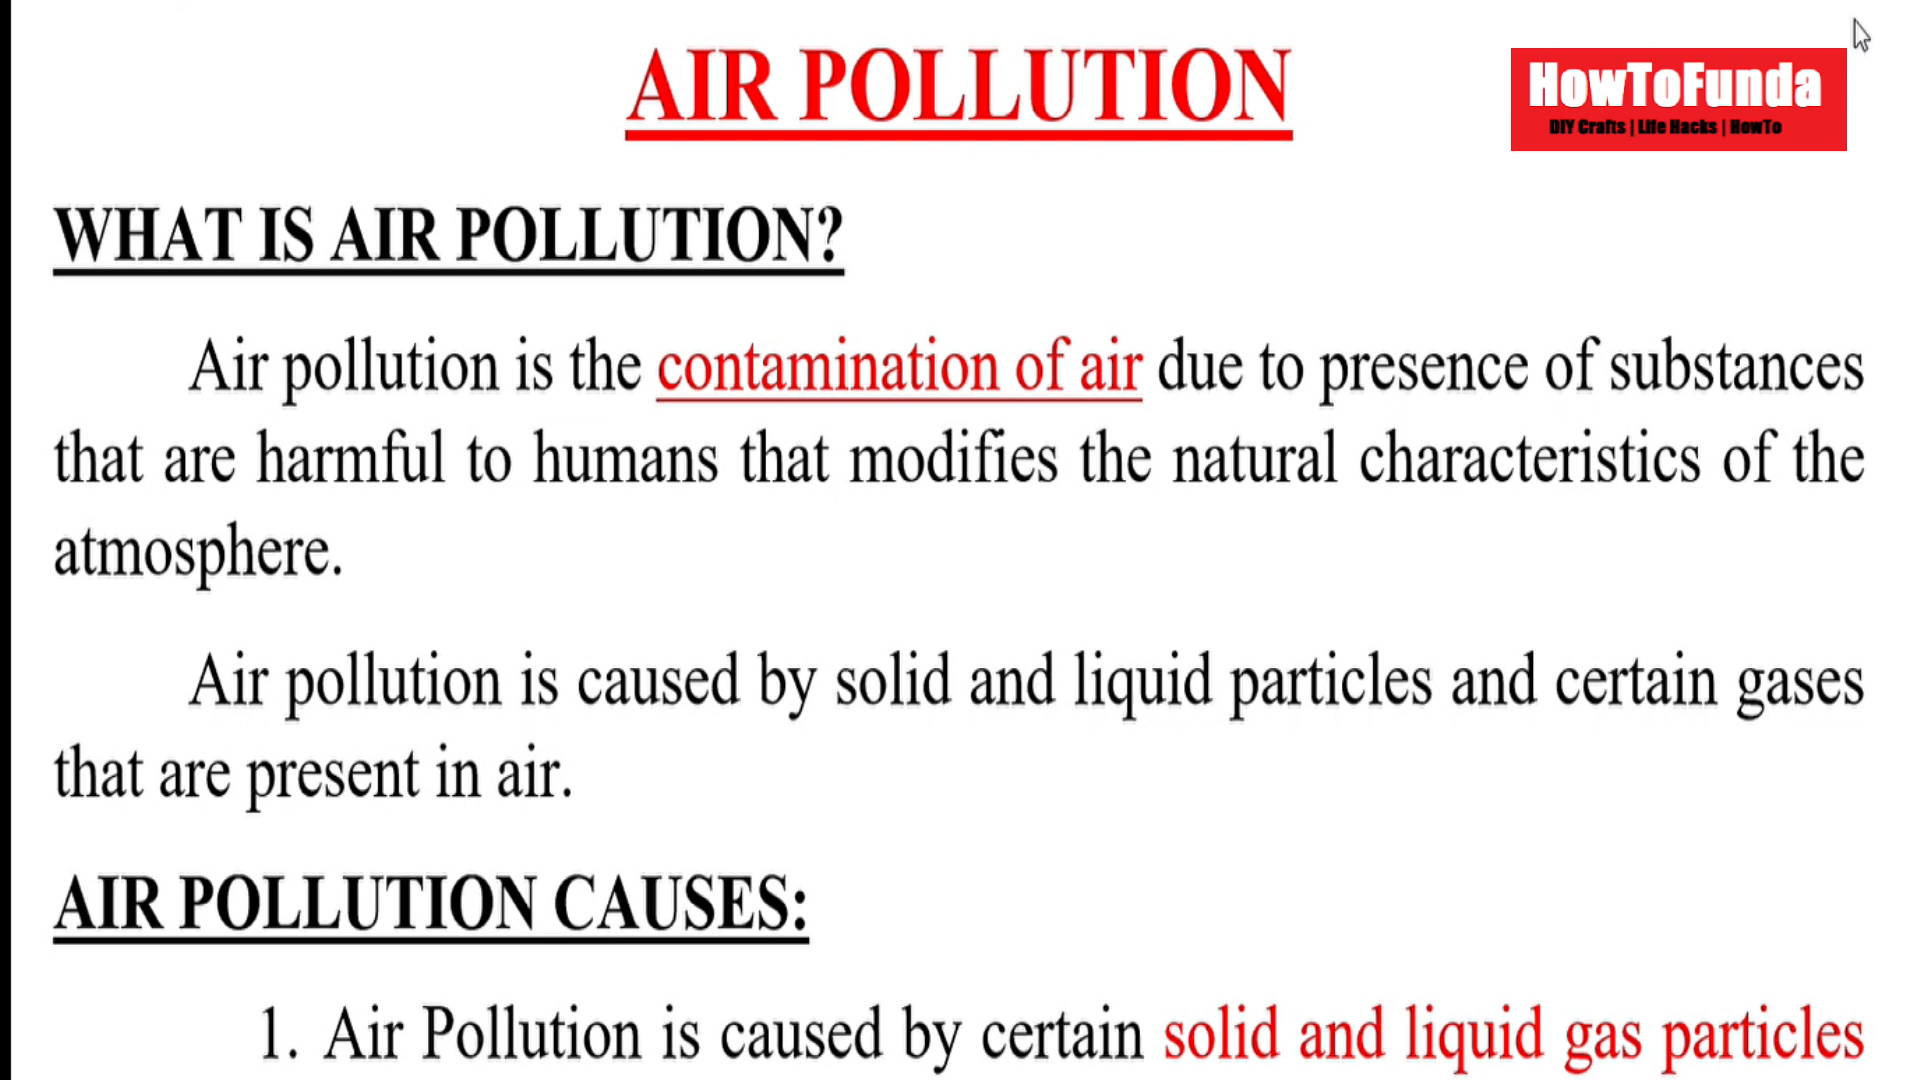 AIR POLLUTION
HowToFunda
DIY Crafts | Life Hacks | HowTo
WHAT IS AIR POLLUTION?
Air pollution is the contamination of air due to presence of substances
that are harmful to humans that modifies the natural characteristics of the
atmosphere.
Air pollution is caused by solid and liquid particles and certain gases
that are present in air.
AIR POLLUTION CAUSES:
1. Air Pollution is caused by certain solid and liquid gas particles